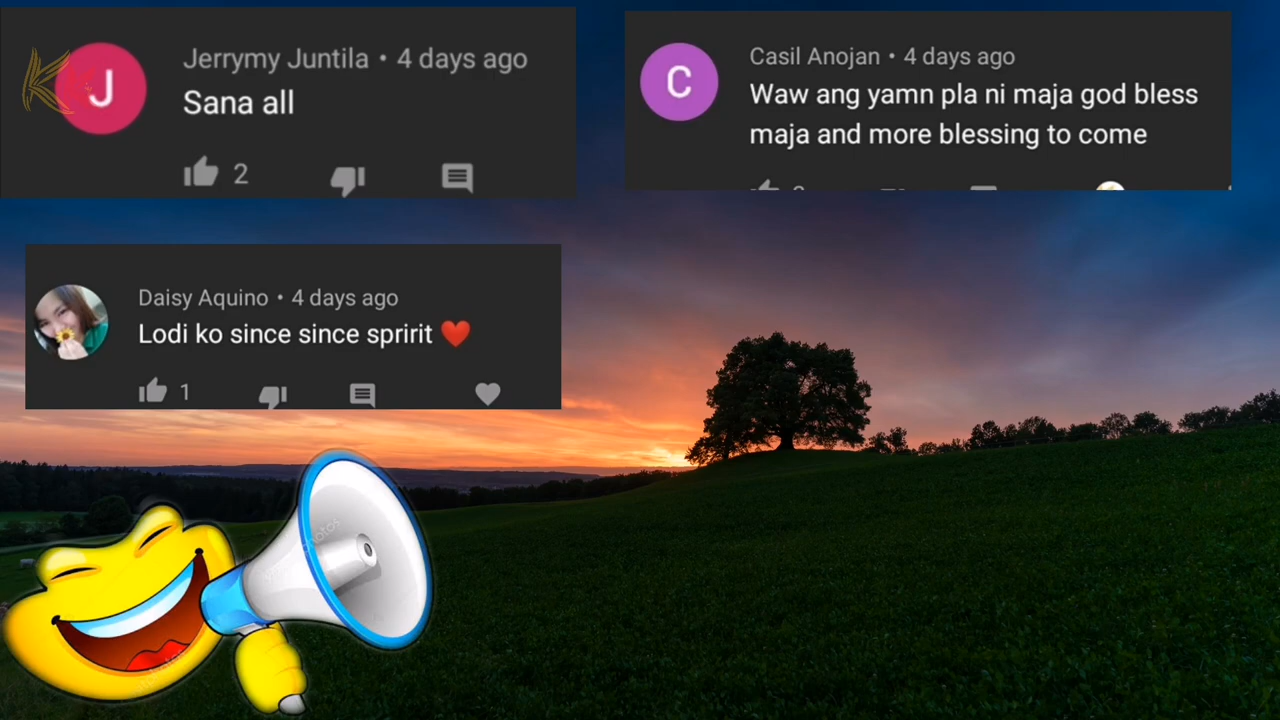 J
Jerrymy Juntila • 4 days ago
Sana all
2
C
Casil Anojan • 4 days ago
Waw ang yamn pla ni maja god bless
maja and more blessing to come
Daisy Aquino • 4 days ago
Lodi ko since since spririt ❤️
1